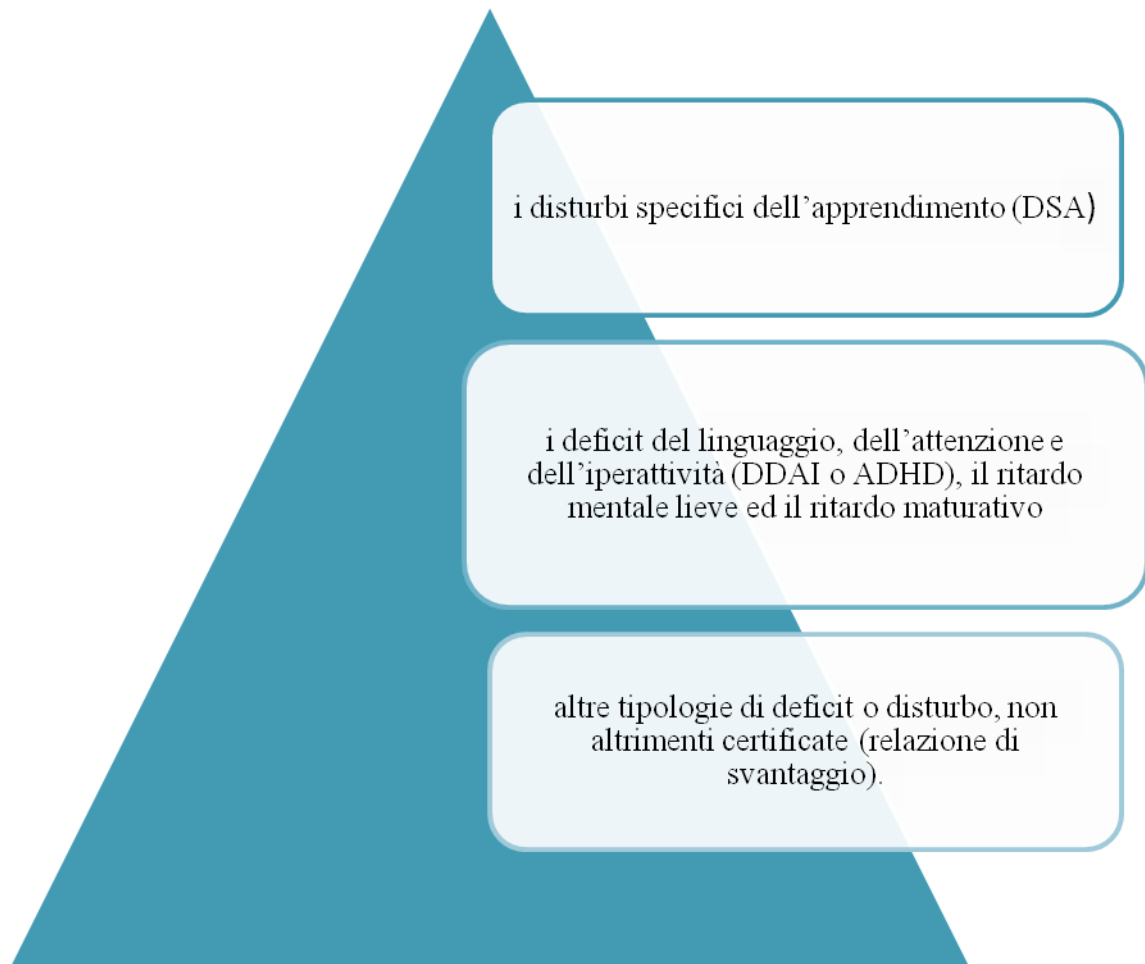 i disturbi specifici dell’apprendimento (DSA)
i deficit del linguaggio, dell’attenzione e
dell’iperattività (DDAI o ADHD), il ritardo
mentale lieve ed il ritardo maturativo
altre tipologie di deficit o disturbo, non
altrimenti certificate (relazione di
svantaggio).